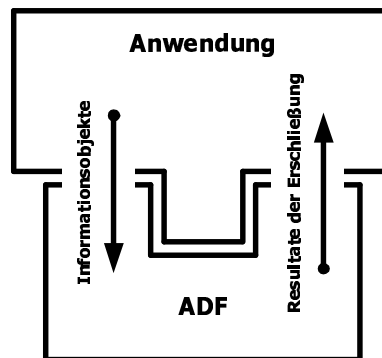 Anwendung
Informationsobjekte
Resultate der Erschließung
ADF